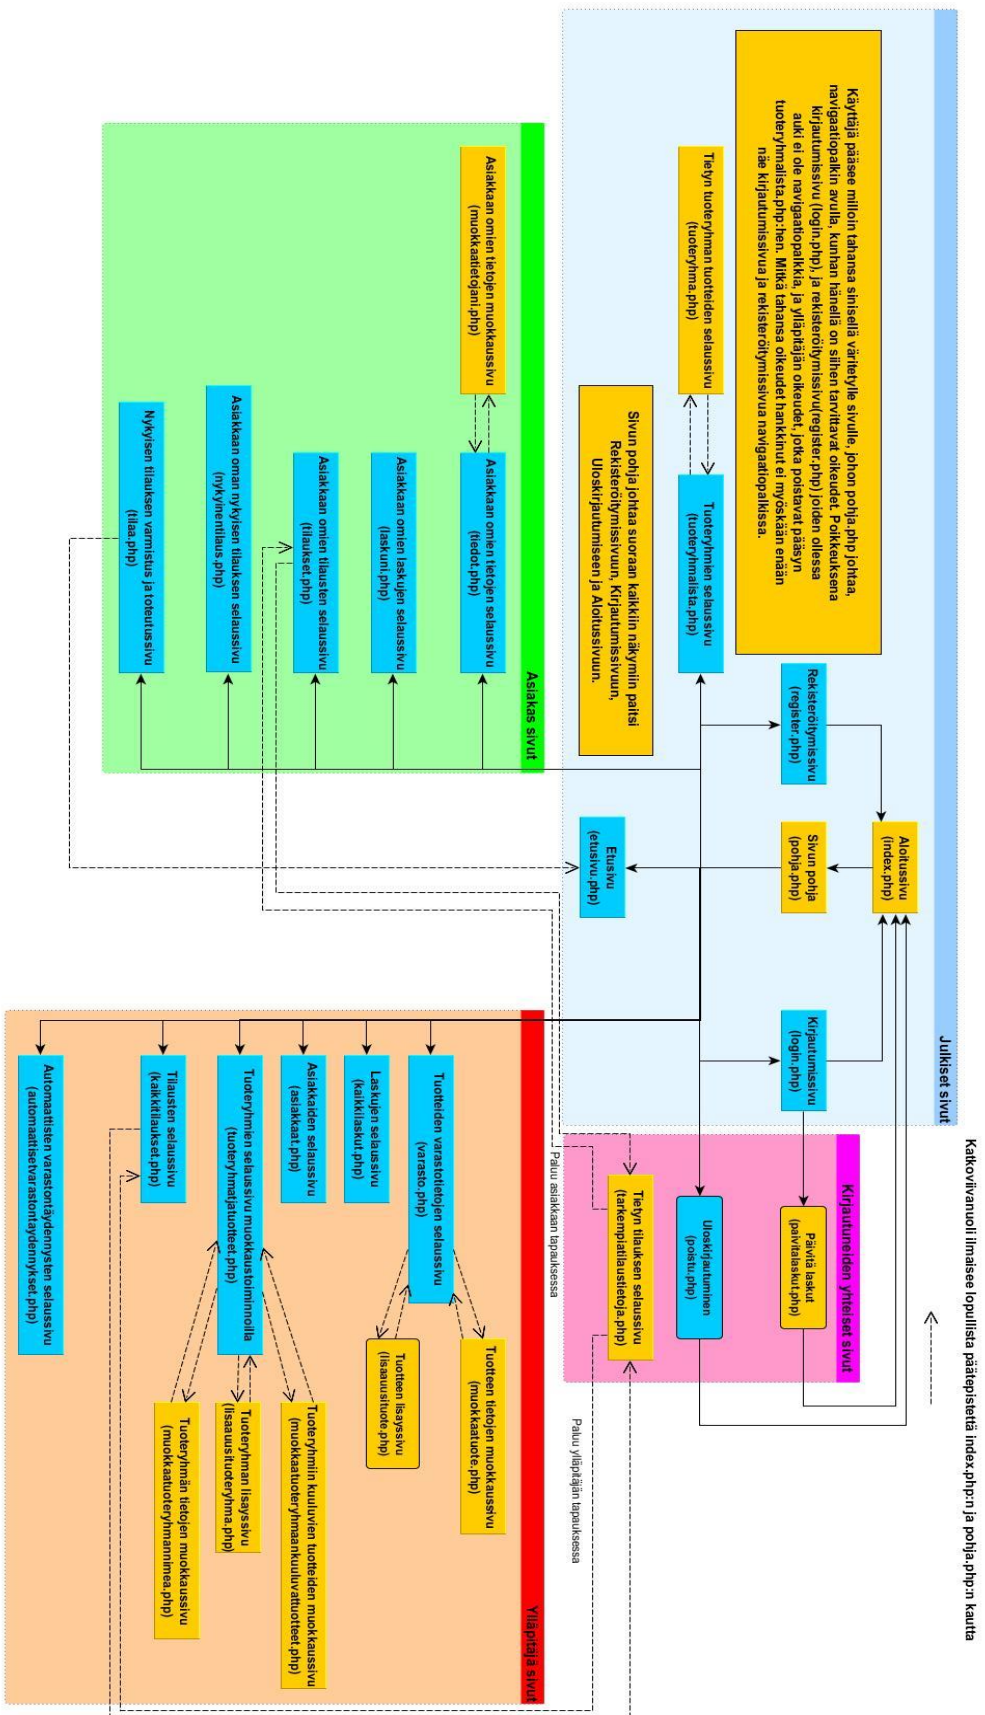 Katkoviivanuoli ilmaisee lopullista päätepistettä index.php:n ja pohja.php:n kautta
Julkiset sivut
Käyttäjä pääsee milloin tahansa sinisellä väritetylle sivulle, johon pohja.php johtaa,
navigaatiopalkin avulla, kunhan hänellä on siihen tarvittavat oikeudet. Poikkeuksena
kirjautumissivu (login.php), ja rekisteröitymissivu(register.php) joiden ollessa
auki ei ole navigaatiopalkkia, ja ylläpitäjän oikeudet, jotka poistavat pääsyn
tuoteryhmalista.php:hen. Mitkä tahansa oikeudet hankkinut ei myöskään enään
näe kirjautumissivua ja rekisteröitymissivua navigaatiopalkissa.
Aloitussivu
(index.php)
Rekisteröitymissivu
(register.php)
Sivun pohja
(pohja.php)
Kirjautumissivu
(login.php)
Tietyn tuoteryhman tuotteiden selaussivu
(tuoteryhma.php)
Tuoteryhmien selaussivu
(tuoteryhmalista.php)
Sivun pohja johtaa suoraan kaikkiin näkymiin paitsi
Rekisteröitymissivuun, Kirjautumissivuun,
Uloskirjautumiseen ja Aloitussivuun.
Etusivu
(etusivu.php)
Kirjautuneiden yhteiset sivut
Päivitä laskut
(paivitalaskut.php)
Uloskirjautuminen
(poistu.php)
Tietyn tilauksen selaussivu
(tarkempiatilaustietoja.php)
Paluu asiakkaan tapauksessa
Paluu ylläpitäjän tapauksessa
Asiakas sivut
Asiakkaan omien tietojen muokkaussivu
(muokkaatietojani.php)
Asiakkaan omien tietojen selaussivu
(tiedot.php)
Asiakkaan omien laskujen selaussivu
(laskuni.php)
Asiakkaan omien tilausten selaussivu
(tilaukset.php)
Asiakkaan oman nykyisen tilauksen selaussivu
(nykyinentilaus.php)
Nykyisen tilauksen varmistus ja toteutussivu
(tilaa.php)
Ylläpitäjä sivut
Tuotteiden varastotietojen selaussivu
(varasto.php)
Tuotteen tietojen muokkaussivu
(muokkaatuote.php)
Tuotteen lisayssivu
(lisaauusituote.php)
Laskujen selaussivu
(kaikkilaskut.php)
Asiakkaiden selaussivu
(asiakkaat.php)
Tuoteryhmien selaussivu muokkaustoiminnoilla
(tuoteryhmatjatuotteet.php)
Tuoteryhmiin kuuluvien tuotteiden muokkaussivu
(muokkaatuoteryhmaankuuluvattuotteet.php)
Tuoteryhman lisayssivu
(lisaauusituoteryhma.php)
Tuoteryhmän tietojen muokkaussivu
(muokkaatuoteryhmannimea.php)
Tilausten selaussivu
(kaikkitilaukset.php)
Automaattisten varastontäydennysten selaussivu
(automaattisetvarastontaydennykset.php)